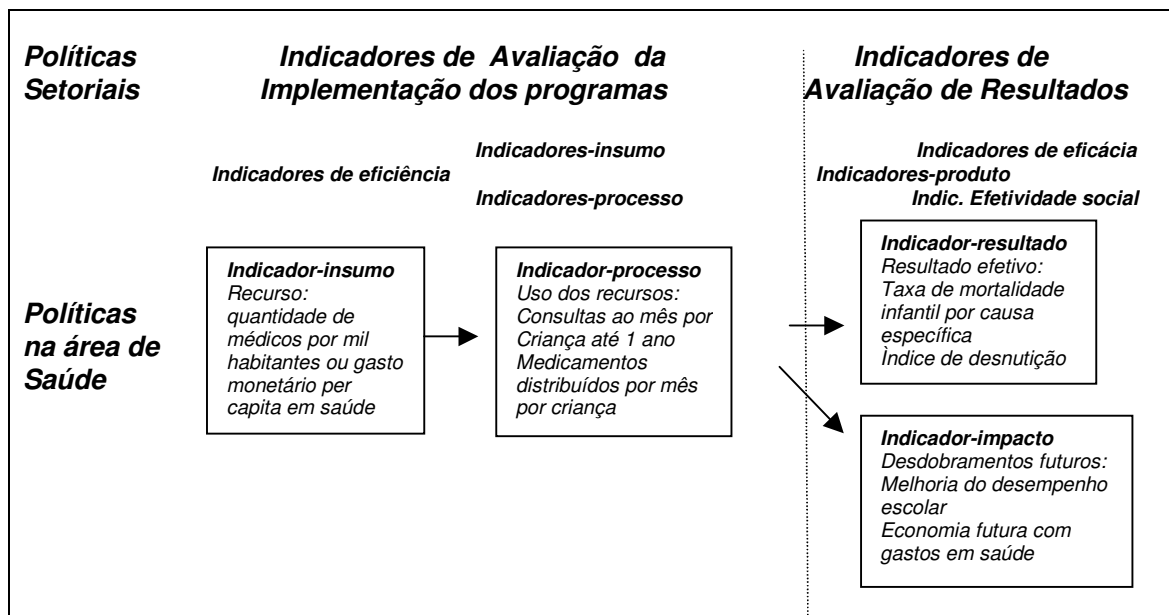 Políticas
Setoriais
Indicadores de Avaliação da
Implementação dos programas
Indicadores de
Avaliação de Resultados
Indicadores de eficiência
Indicadores-insumo
Indicadores-processo
Indicadores de eficácia
Indicadores-produto
Indic. Efetividade social
Políticas
na área de
Saúde
Indicador-insumo
Recurso:
quantidade de
médicos por mil
habitantes ou gasto
monetário per
capita em saúde
Indicador-processo
Uso dos recursos:
Consultas ao mês por
Criança até 1 ano
Medicamentos
distribuídos por mês
por criança
Indicador-resultado
Resultado efetivo:
Taxa de mortalidade
infantil por causa
específica
Ìndice de desnutição
Indicador-impacto
Desdobramentos futuros:
Melhoria do desempenho
escolar
Economia futura com
gastos em saúde